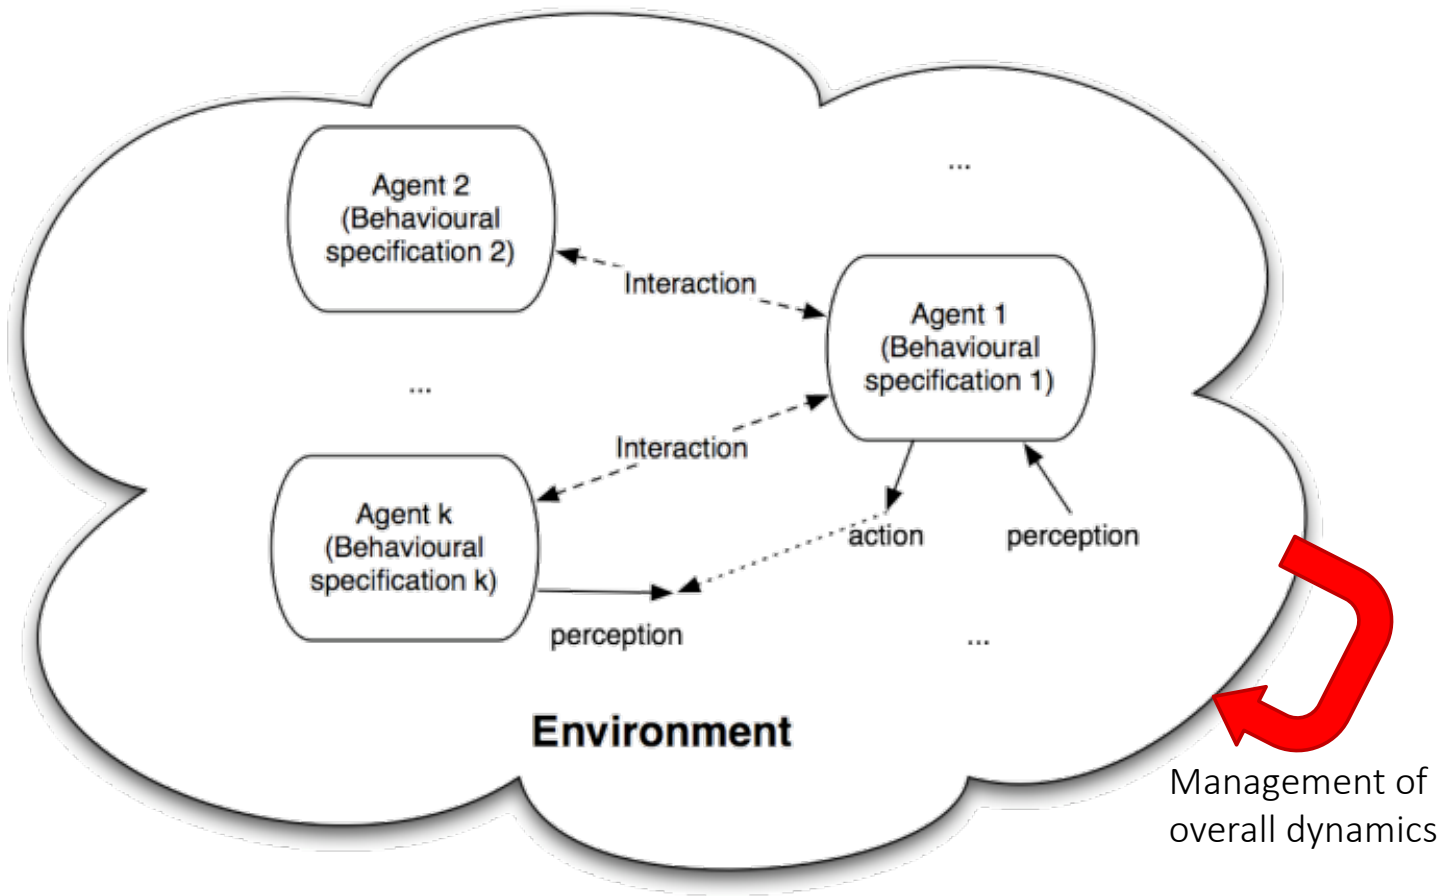 Agent 2
(Behavioural
specification 2)
...
Interaction
Agent 1
(Behavioural
specification 1)
...
Interaction
Agent k
(Behavioural
specification k)
action
perception
perception
...
Environment
Management of
overall dynamics